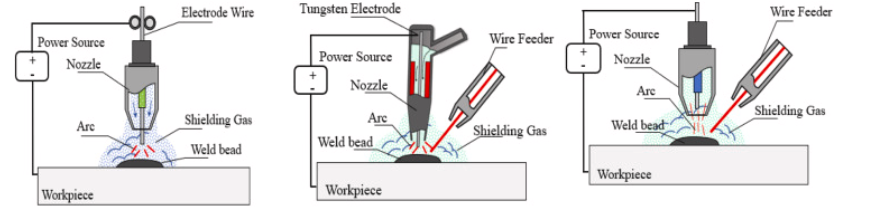 Electrode Wire
Power Source
+
-
Nozzle
Shielding Gas
Arc
Weld bead
Workpiece
Tungsten Electrode
Wire Feeder
Power Source
+
-
Nozzle
Arc
Shielding Gas
Weld bead
Workpiece
Wire Feeder
Power Source
+
-
Nozzle
Arc
Shielding Gas
Weld bead
Workpiece